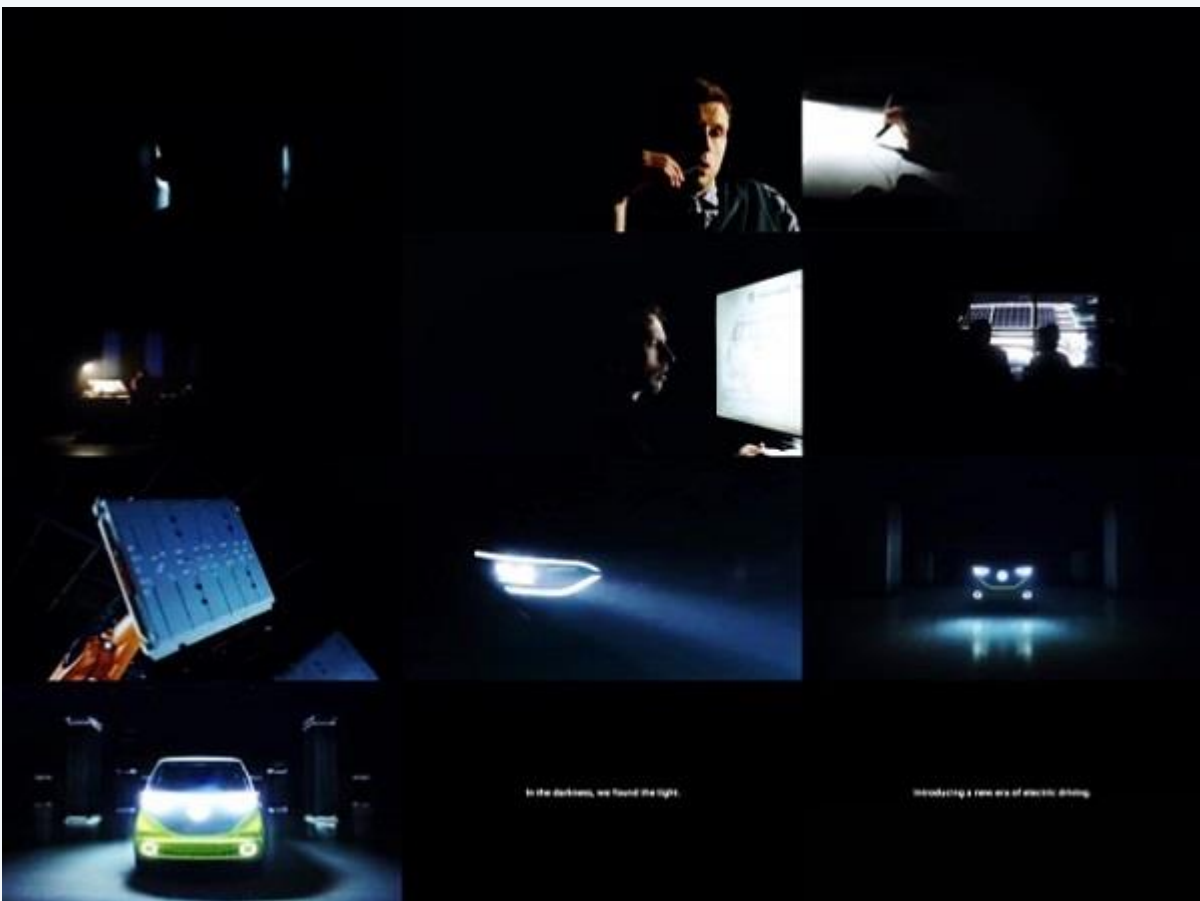 In the darkness, we found the light.
Introducing a new era of electric driving.